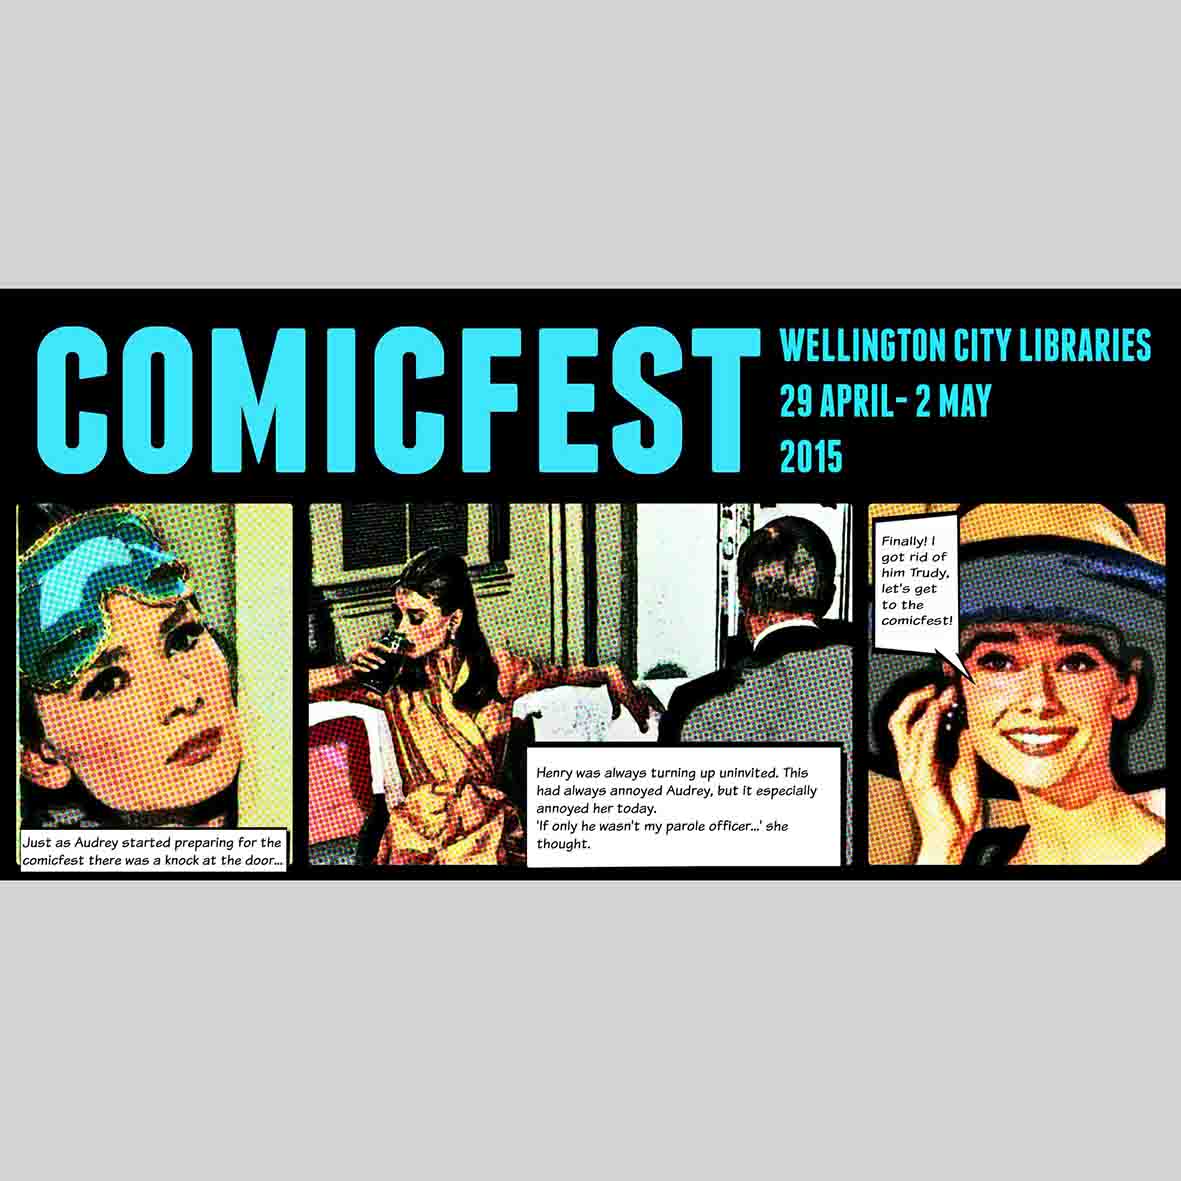 COMICFEST
WELLINGTON CITY LIBRARIES
29 APRIL- 2 MAY
2015
Just as Audrey started preparing for the
comicfest there was a knock at the door...
Henry was always turning up uninvited. This
had always annoyed Audrey, but it especially
annoyed her today.
'If only he wasn't my parole officer...' she
thought.
Finally! I
got rid of
him Trudy,
let's get
to the
comicfest!